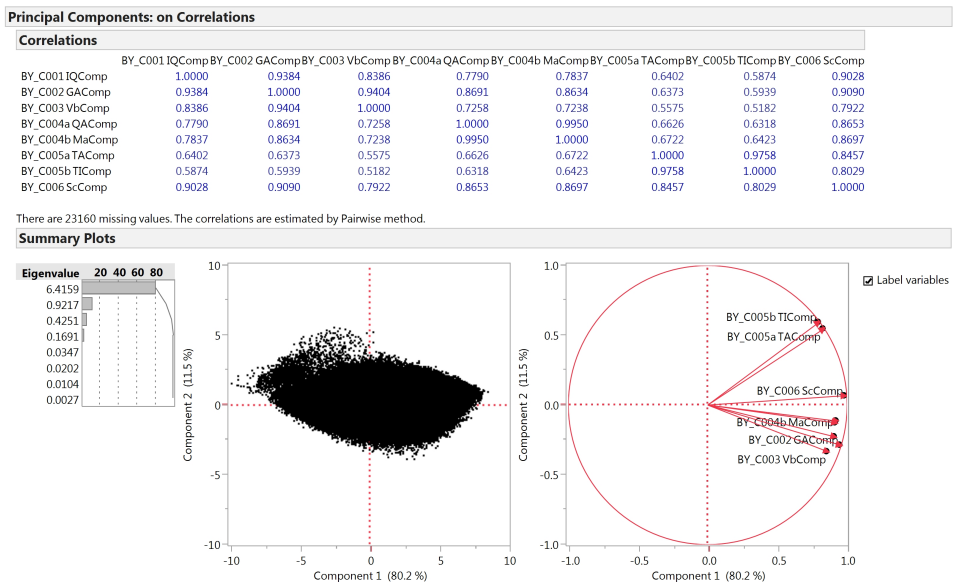 Principal Components: on Correlations
Correlations
BY_C001 IQComp BY_C002 GAComp BY_C003 VbComp BY_C004a QAComp BY_C004b MaComp BY_C005a TAComp BY_C005b TIComp BY_C006 ScComp
BY_C001 IQComp 1.0000 0.9384 0.8386 0.7790 0.7837 0.6402 0.5874 0.9028
BY_C002 GAComp 0.9384 1.0000 0.9404 0.8691 0.8634 0.6373 0.5939 0.9090
BY_C003 VbComp 0.8386 0.9404 1.0000 0.7258 0.7238 0.5575 0.5182 0.7922
BY_C004a QAComp 0.7790 0.8691 0.7258 1.0000 0.9950 0.6626 0.6318 0.8653
BY_C004b MaComp 0.7837 0.8634 0.7238 0.9950 1.0000 0.6722 0.6423 0.8697
BY_C005a TAComp 0.6402 0.6373 0.5575 0.6626 0.6722 1.0000 0.9758 0.8457
BY_C005b TIComp 0.5874 0.5939 0.5182 0.6318 0.6423 0.9758 1.0000 0.8029
BY_C006 ScComp 0.9028 0.9090 0.7922 0.8653 0.8697 0.8457 0.8029 1.0000
There are 23160 missing values. The correlations are estimated by Pairwise method.
Summary Plots
Eigenvalue 20 40 60 80
6.4159
0.9217
0.4251
0.1691
0.0347
0.0202
0.0104
0.0027
10
5
0
-5
-10
Component 2 (11.5 %)
-10 -5 0 5 10
Component 1 (80.2 %)
1.0
0.5
0.0
-0.5
-1.0
Component 2 (11.5 %)
BY_C005b TIComp
BY_C005a TAComp
BY_C006 ScComp
BY_C004b MaComp
BY_C002 GAComp
BY_C003 VbComp
-1.0 -0.5 0.0 0.5 1.0
Component 1 (80.2 %)
Label variables